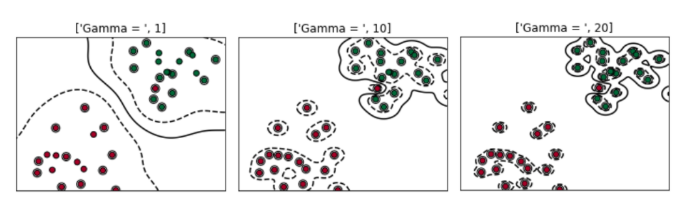 ['Gamma = ', 1]
['Gamma = ', 10]
['Gamma = ', 20]